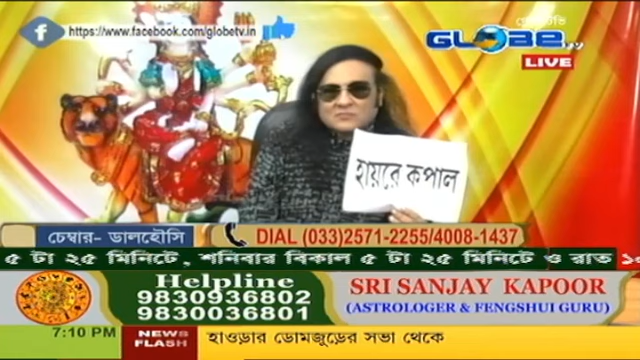 https://www.facebook.com/globetv.in
GLOBE TV
LIVE
হায়রে কপাল
চেম্বার- ডালহৌসি
DIAL (033)2571-2255/4008-1437
৫ টা ২৫ মিনিটে, শনিবার বিকাল ৫ টা ২৫ মিনিটে ও রাত
Helpline
9830936802
9830036801
SRI SANJAY KAPOOR
(ASTROLOGER & FENGSHUI GURU)
7:10 PM
NEWS FLASH
হাওড়ার ডোমজুড়ের সভা থেকে